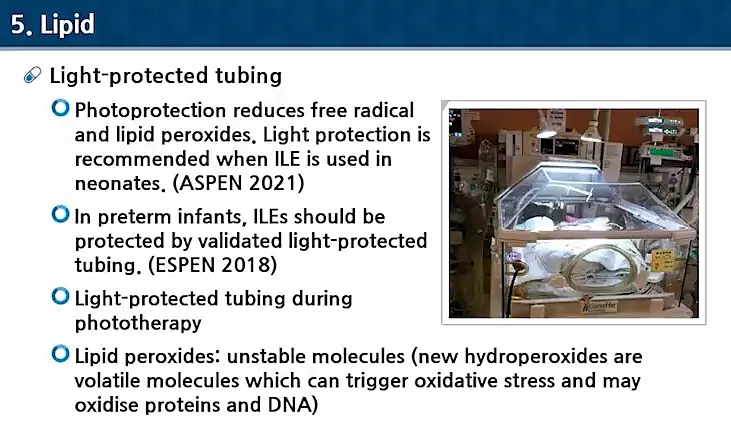 5. Lipid
Light-protected tubing
Photoprotection reduces free radical
and lipid peroxides. Light protection is
recommended when ILE is used in
neonates. (ASPEN 2021)
In preterm infants, ILEs should be
protected by validated light-protected
tubing. (ESPEN 2018)
Light-protected tubing during
phototherapy
Lipid peroxides: unstable molecules (new hydroperoxides are
volatile molecules which can trigger oxidative stress and may
oxidise proteins and DNA)
Giraffe